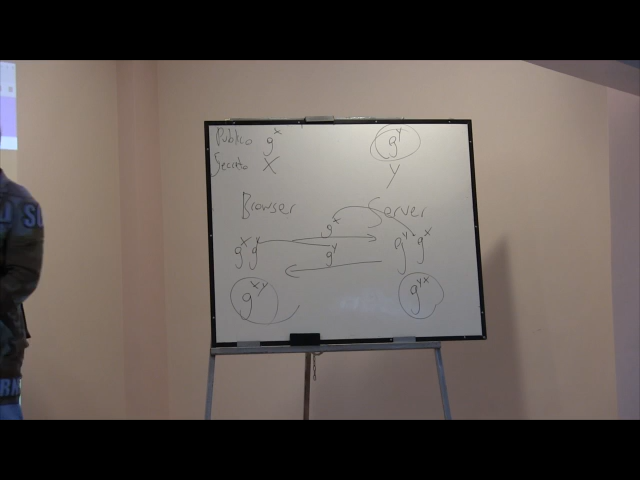 Publico g^x g^y
Secreto X Y
Browser Server
g^x
g^x g^y g^y g^x
g^y
g^xy g^yx